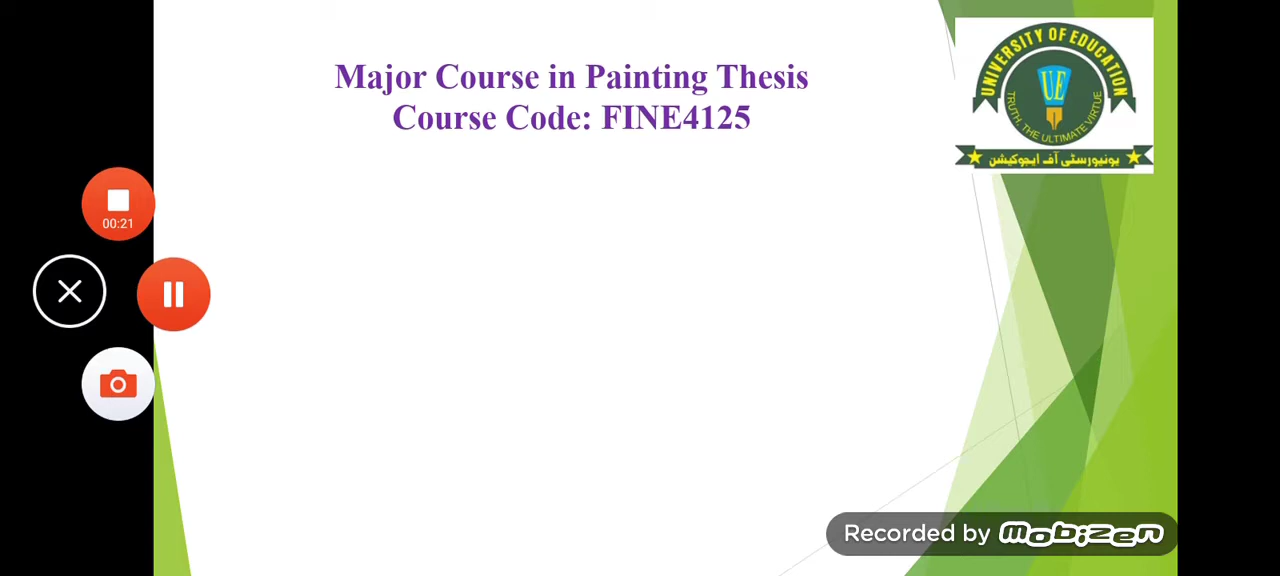 Major Course in Painting Thesis
Course Code: FINE4125
UNIVERSITY OF EDUCATION
UE
TRUTH, THE ULTIMATE VIRTUE
یونیورسٹی آف ایجوکیشن
00:21
Recorded by MOBIZEN